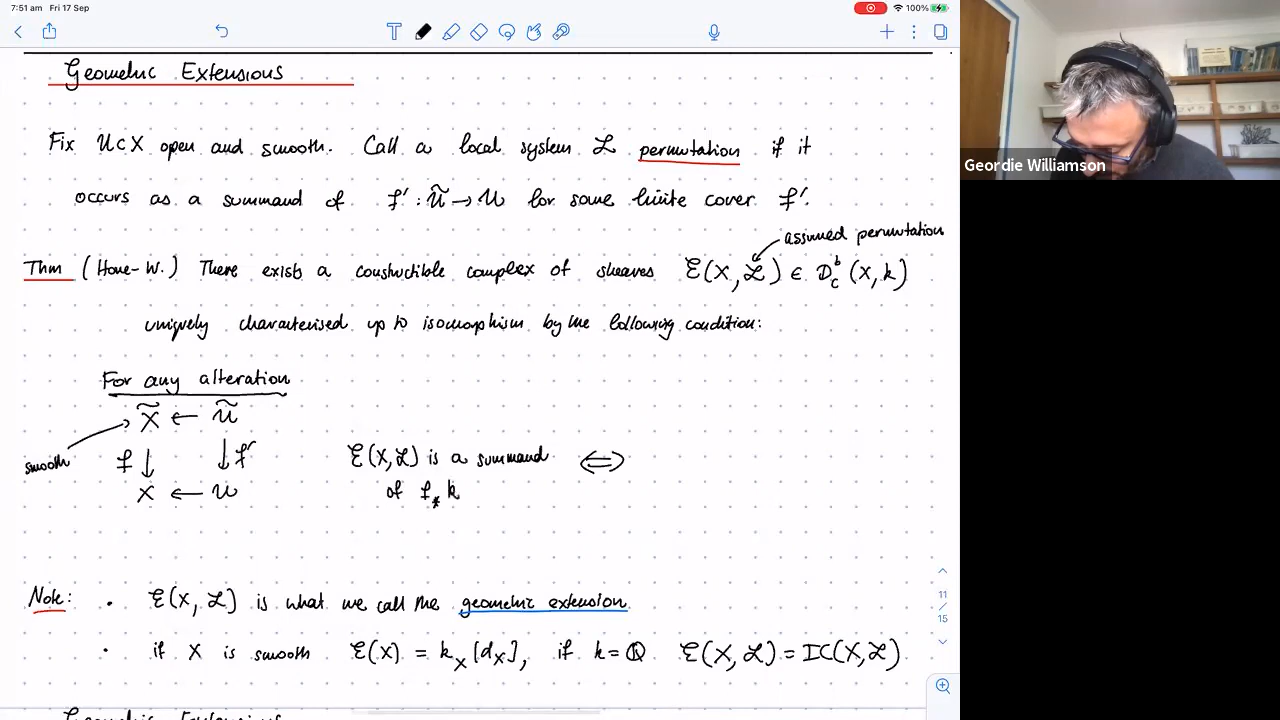 7:51 am Fri 17 Sep
100%
Geometric Extensions
Fix U ⊂ X open and smooth. Call a local system ℒ permutation if it
occurs as a summand of f' : Ũ → U for some finite cover f'.
assumed permutation
Thm (Hone-W.) There exists a constructible complex of sheaves ℰ(X, ℒ) ∈ D^b_c (X, k)
uniquely characterised up to isomorphism by the following condition:
For any alteration
X̃ ← Ũ
smooth
f ↓ ↓ f'
X ← U
ℰ(X, ℒ) is a summand ⟺
of f_* k
Note: • ℰ(X, ℒ) is what we call the geometric extension.
• if X is smooth ℰ(X) = k_X [d_X], if k = ℚ ℰ(X, ℒ) = IC(X, ℒ)
11
/
15
Geometric Extensions
Geordie Williamson